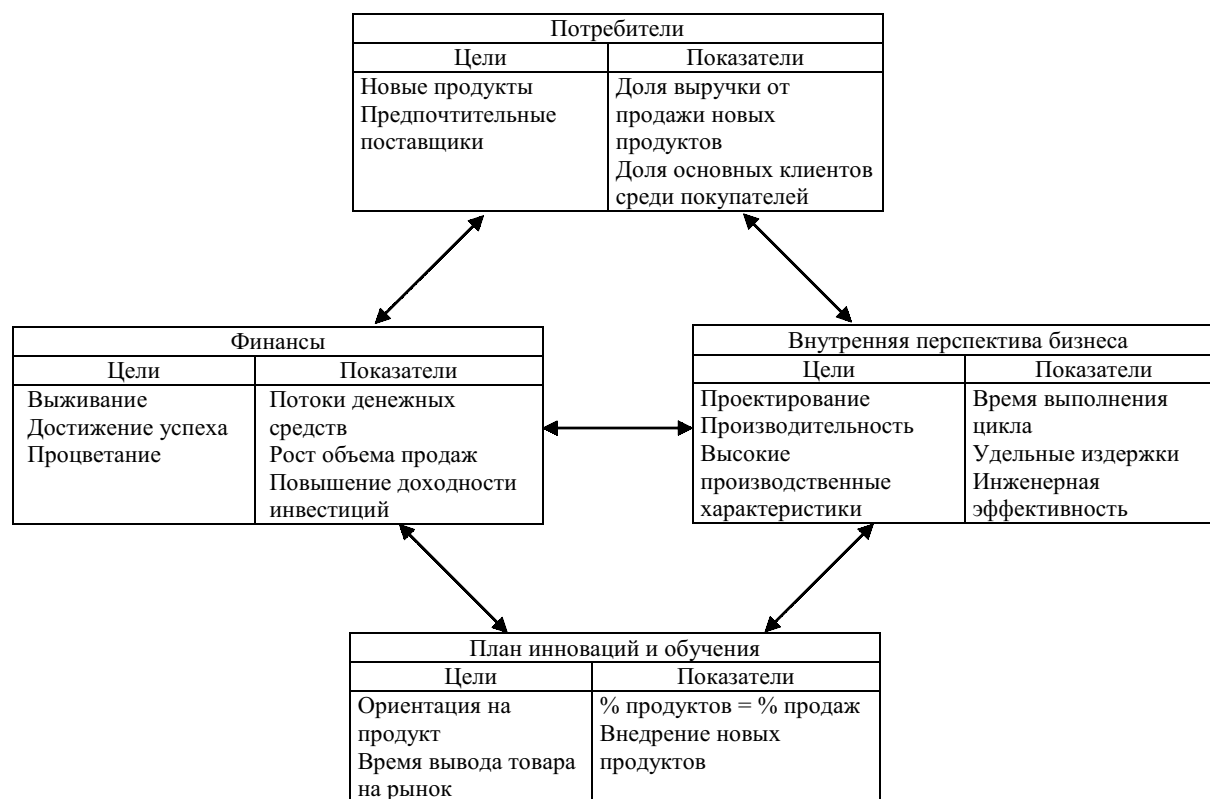 Потребители
Цели Показатели
Новые продукты
Предпочтительные
поставщики
Доля выручки от
продажи новых
продуктов
Доля основных клиентов
среди покупателей
Финансы
Цели Показатели
Выживание
Достижение успеха
Процветание
Потоки денежных
средств
Рост объема продаж
Повышение доходности
инвестиций
Внутренняя перспектива бизнеса
Цели Показатели
Проектирование
Производительность
Высокие
производственные
характеристики
Время выполнения
цикла
Удельные издержки
Инженерная
эффективность
План инноваций и обучения
Цели Показатели
Ориентация на
продукт
Время вывода товара
на рынок
% продуктов = % продаж
Внедрение новых
продуктов